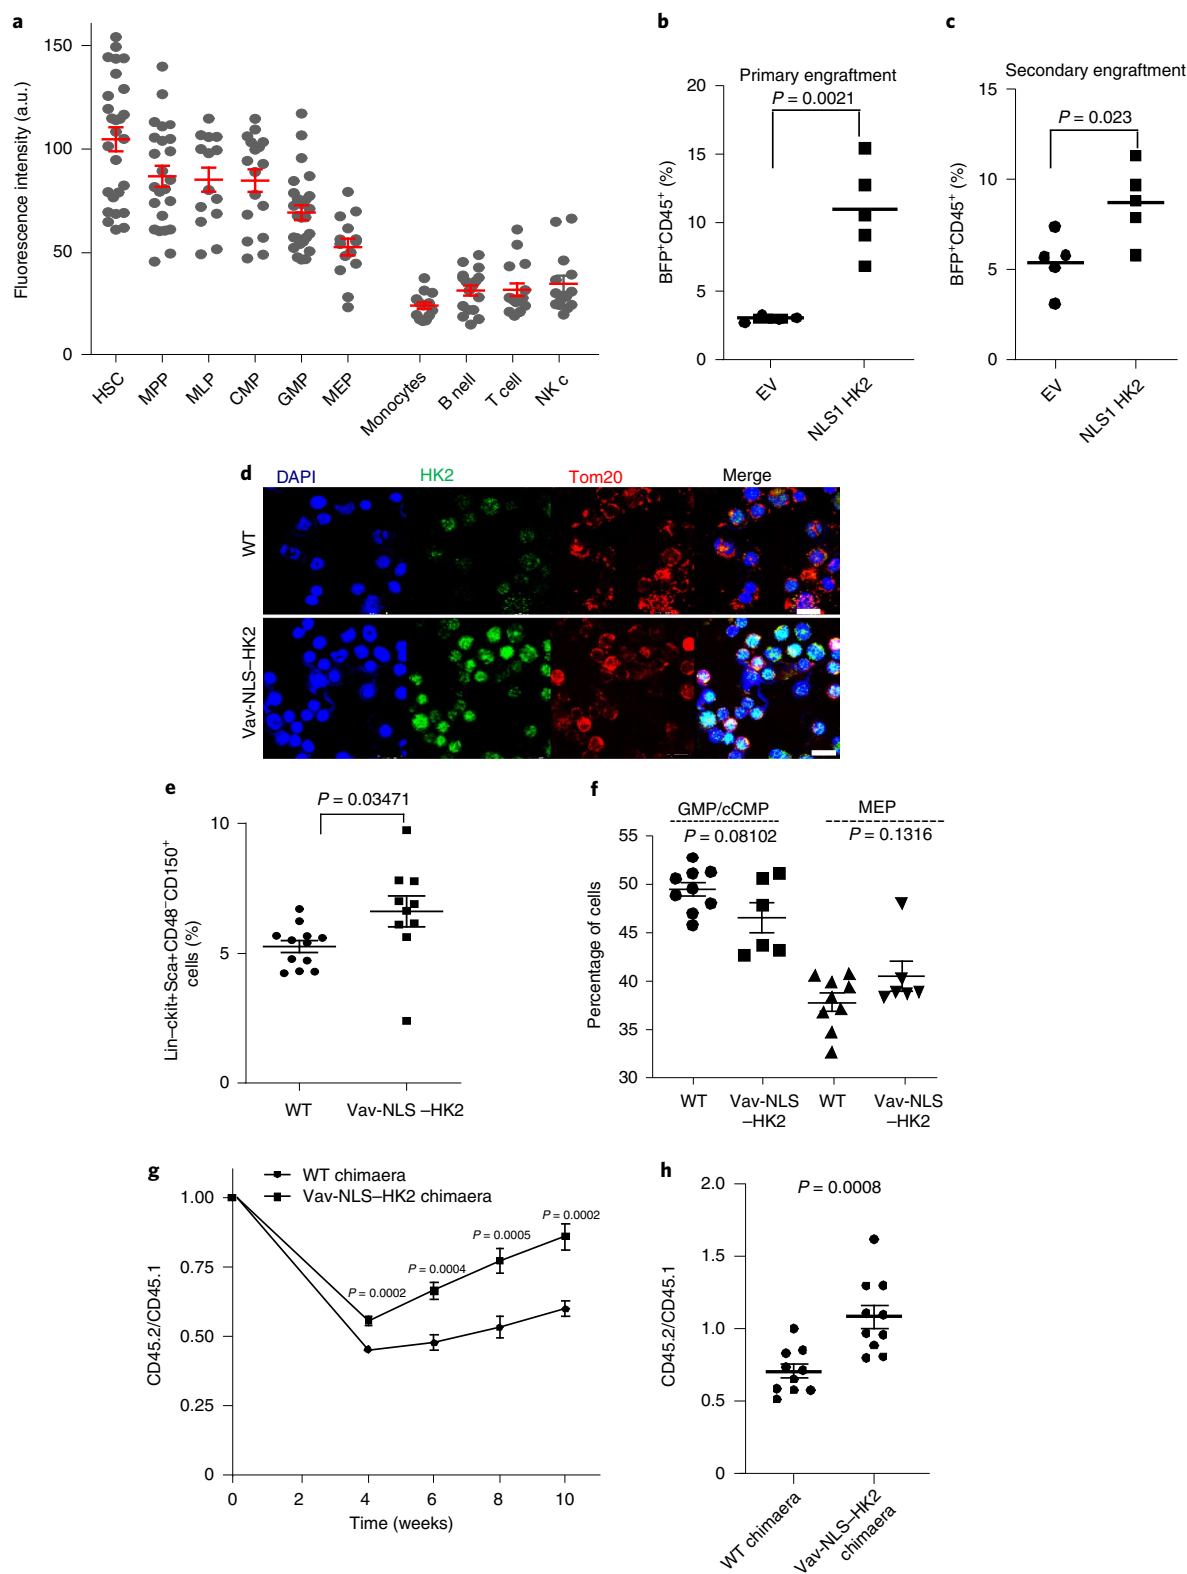 a
Fluorescence intensity (a.u.)
150
100
50
0
HSC
MPP
MLP
CMP
GMP
MEP
Monocytes
B nell
T cell
NK c
b
Primary engraftment
P = 0.0021
BFP⁺CD45⁺ (%)
20
15
10
5
0
EV
NLS1 HK2
c
Secondary engraftment
P = 0.023
BFP⁺CD45⁺ (%)
15
10
5
0
EV
NLS1 HK2
d
DAPI
HK2
Tom20
Merge
WT
Vav-NLS–HK2
e
P = 0.03471
Lin–ckit+Sca+CD48⁻CD150⁺
cells (%)
10
5
0
WT
Vav-NLS –HK2
f
GMP/cCMP
MEP
P = 0.08102
P = 0.1316
Percentage of cells
55
50
45
40
35
30
WT
Vav-NLS
–HK2
WT
Vav-NLS
–HK2
g
WT chimaera
Vav-NLS–HK2 chimaera
CD45.2/CD45.1
1.00
0.75
0.50
0.25
0
P = 0.0002
P = 0.0004
P = 0.0005
P = 0.0002
0
2
4
6
8
10
Time (weeks)
h
P = 0.0008
CD45.2/CD45.1
2.0
1.5
1.0
0.5
0
WT chimaera
Vav-NLS–HK2
chimaera